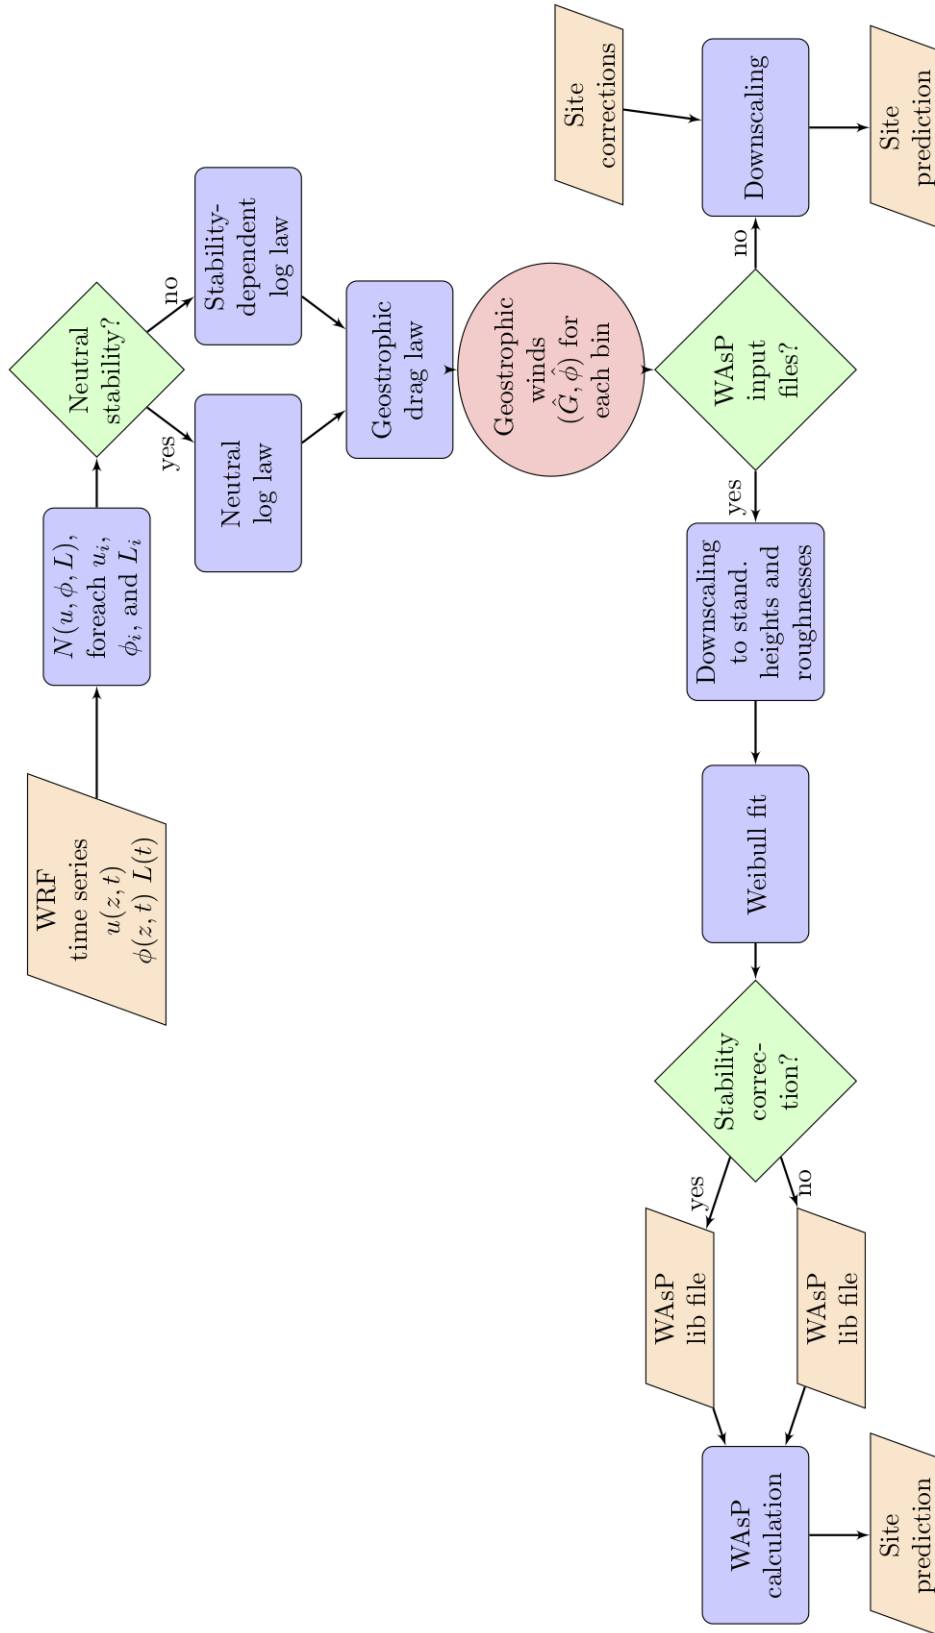 WRF
time series
u(z, t)
ϕ(z, t) L(t)
N(u, ϕ, L),
foreach u_i,
ϕ_i, and L_i
Neutral
stability?
yes
no
Neutral
log law
Stability-
dependent
log law
Geostrophic
drag law
Geostrophic
winds
(Ĝ, ϕ̂) for
each bin
WAsP
input
files?
yes
no
Site
corrections
Downscaling
Site
prediction
Downscaling
to stand.
heights and
roughnesses
Weibull fit
Stability
correc-
tion?
yes
no
WAsP
lib file
WAsP
lib file
WAsP
calculation
Site
prediction